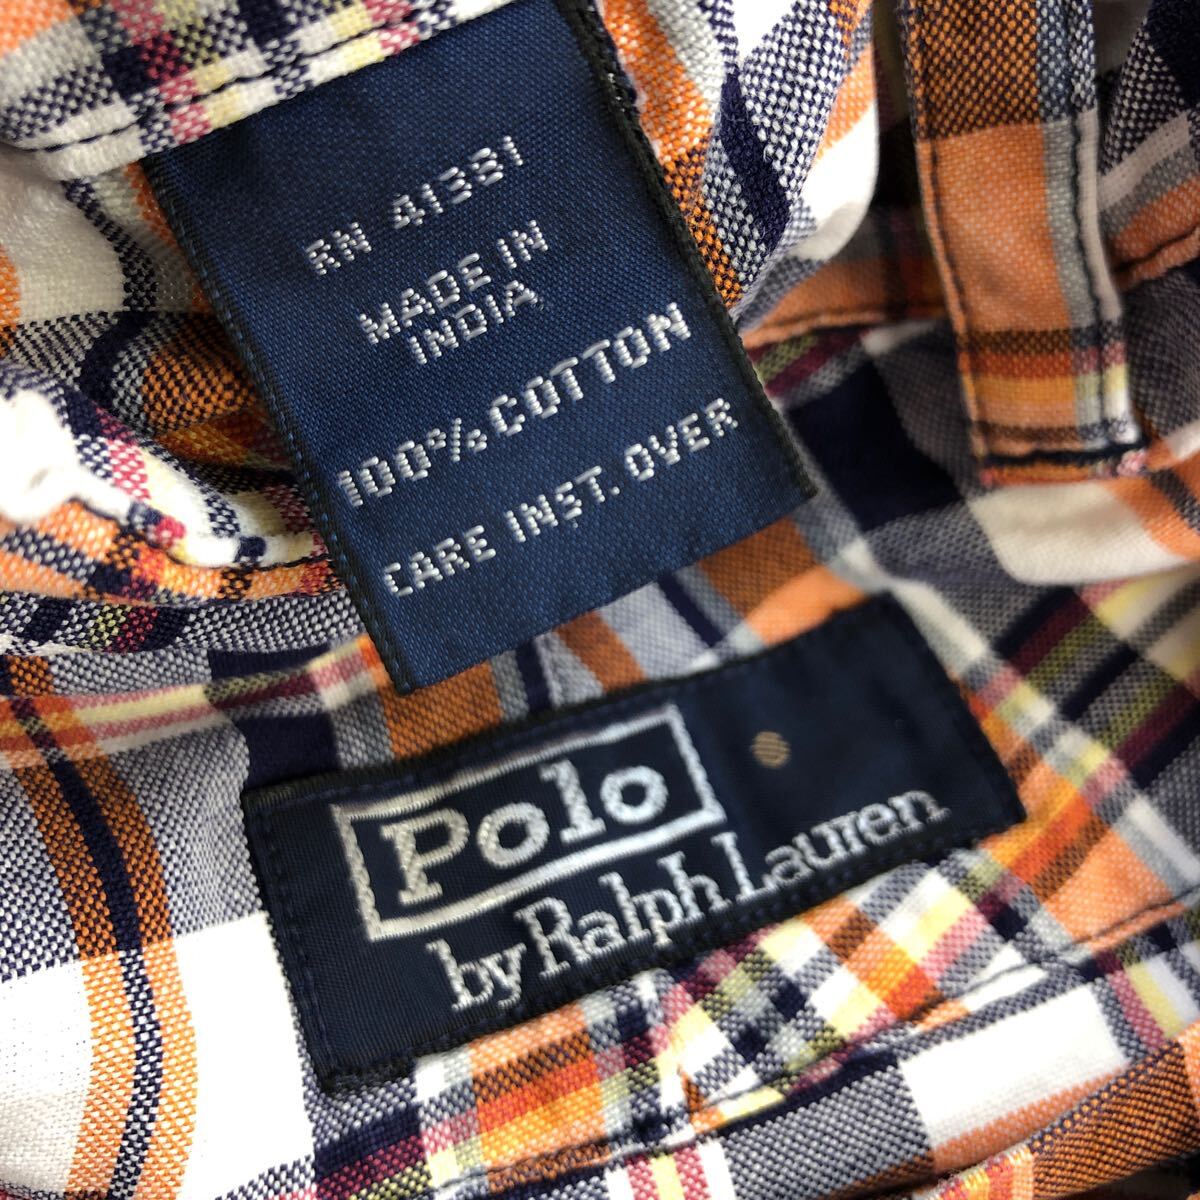 RN 41381
MADE IN
INDIA
100% COTTON
CARE INST. OVER
Polo
by Ralph Lauren